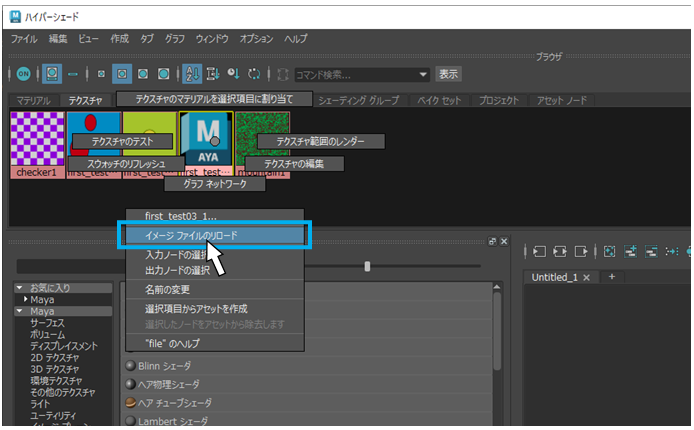 ハイパーシェード
ファイル 編集 ビュー 作成 タブ グラフ ウィンドウ オプション ヘルプ
ブラウザ
ON コマンド検索... 表示
マテリアル テクスチャ テクスチャのマテリアルを選択項目に割り当て シェーディング グループ ベイク セット プロジェクト アセット ノード
M
AYA
テクスチャのテスト テクスチャ範囲のレンダー
スウォッチのリフレッシュ テクスチャの編集
checker1 first_test
グラフ ネットワーク
first_test03_1...
イメージ ファイルのリロード
入力ノードの選択
出力ノードの選択
名前の変更
選択項目からアセットを作成
選択したノードをアセットから除去します
"file" のヘルプ
Untitled_1 × +
お気に入り
Maya
Maya
サーフェス
ボリューム
ディスプレイスメント
2D テクスチャ
3D テクスチャ
環境テクスチャ
その他のテクスチャ
ライト
ユーティリティ
Blinn シェーダ
ヘア物理シェーダ
ヘア チューブシェーダ
Lambert シェーダ